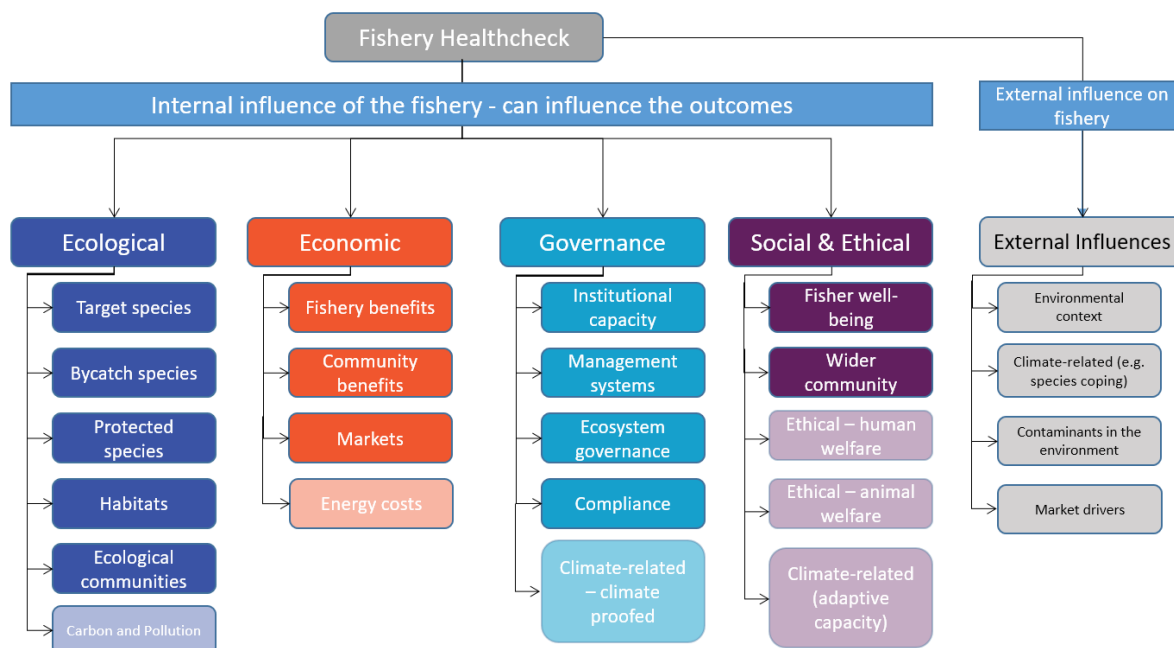 Fishery Healthcheck
Internal influence of the fishery - can influence the outcomes
External influence on
fishery
Ecological
Target species
Bycatch species
Protected
species
Habitats
Ecological
communities
Carbon and Pollution
Economic
Fishery benefits
Community
benefits
Markets
Energy costs
Governance
Institutional
capacity
Management
systems
Ecosystem
governance
Compliance
Climate-related
– climate
proofed
Social & Ethical
Fisher well-
being
Wider
community
Ethical – human
welfare
Ethical – animal
welfare
Climate-related
(adaptive
capacity)
External Influences
Environmental
context
Climate-related (e.g.
species coping)
Contaminants in the
environment
Market drivers